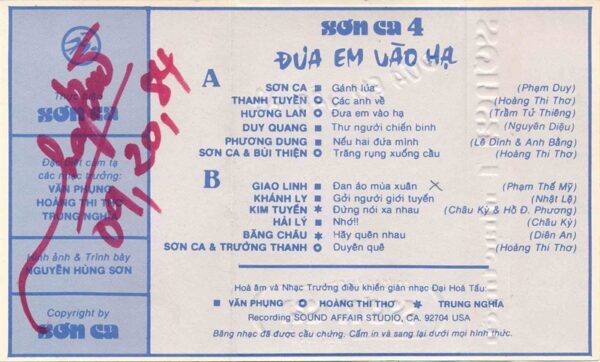 SƠN CA 4
ĐƯA EM VÀO HẠ
Thực hiện
SƠN CA
Đặc biệt cảm tạ
các nhạc trưởng:
VĂN PHỤNG
HOÀNG THI THƠ
TRUNG NGHĨA
Hình ảnh & Trình bày
NGUYỄN HÙNG SƠN
Copyright by
SƠN CA
09/20/84
A
SƠN CA ■ Gánh lúa (Phạm Duy)
THANH TUYỀN ✪ Các anh về (Hoàng Thi Thơ)
HƯƠNG LAN ✪ Đưa em vào hạ (Trầm Tử Thiêng)
DUY QUANG ■ Thư người chiến binh (Nguyên Diệu)
PHƯƠNG DUNG ■ Nếu hai đứa mình (Lê Dinh & Anh Bằng)
SƠN CA & BÙI THIỆN ✪ Trăng rụng xuống cầu (Hoàng Thi Thơ)
B
GIAO LINH ■ Đan áo mùa xuân X (Phạm Thế Mỹ)
KHÁNH LY ■ Gởi người giới tuyến (Nhật Lệ)
KIM TUYẾN ✶ Đừng nói xa nhau (Châu Kỳ & Hồ Đ. Phương)
HẢI LÝ ■ Nhớ!! (Châu Kỳ)
BĂNG CHÂU ✶ Hãy quên nhau (Diên An)
SƠN CA & TRƯỜNG THANH ✪ Duyên quê (Hoàng Thi Thơ)
Hoà âm và Nhạc Trưởng điều khiển giàn nhạc Đại Hoà Tấu:
■ VĂN PHỤNG ✪ HOÀNG THI THƠ ✶ TRUNG NGHĨA
Recording SOUND AFFAIR STUDIO, CA. 92704 USA
Băng nhạc đã được cầu chứng. Cấm in và sang lại dưới mọi hình thức.